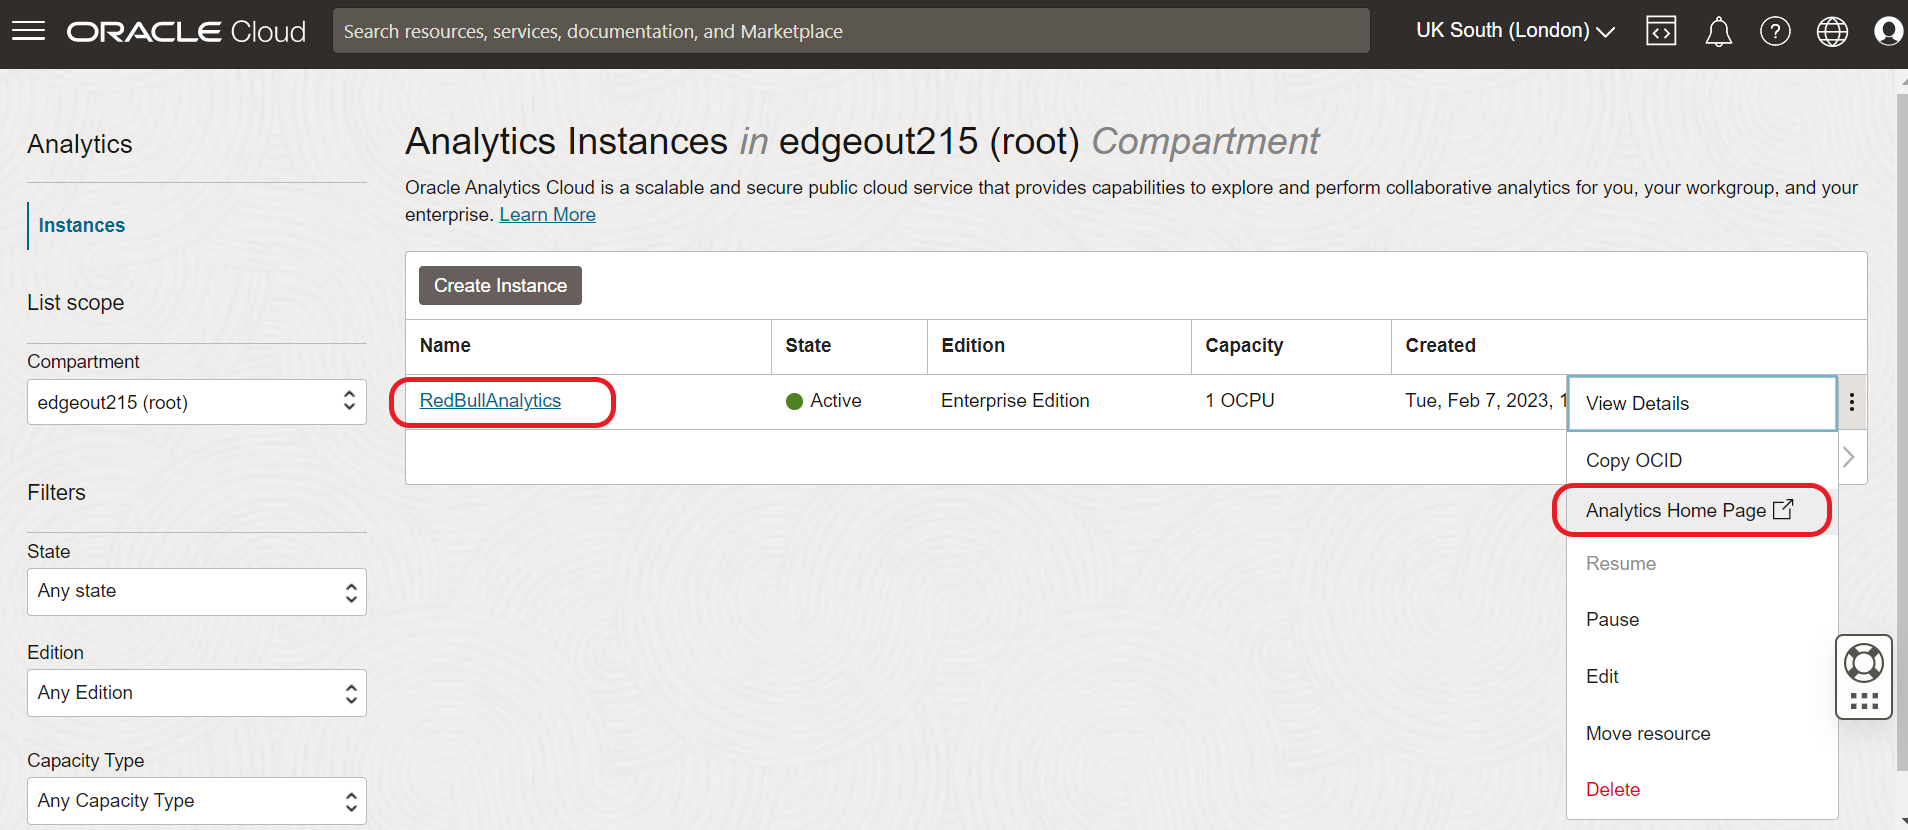 ORACLE Cloud
Search resources, services, documentation, and Marketplace
UK South (London)
Analytics
Instances
List scope
Compartment
edgeout215 (root)
Filters
State
Any state
Edition
Any Edition
Capacity Type
Any Capacity Type
Analytics Instances in edgeout215 (root) Compartment
Oracle Analytics Cloud is a scalable and secure public cloud service that provides capabilities to explore and perform collaborative analytics for you, your workgroup, and your
enterprise. Learn More
Create Instance
Name State Edition Capacity Created
RedBullAnalytics Active Enterprise Edition 1 OCPU Tue, Feb 7, 2023, 1
View Details
Copy OCID
Analytics Home Page
Resume
Pause
Edit
Move resource
Delete